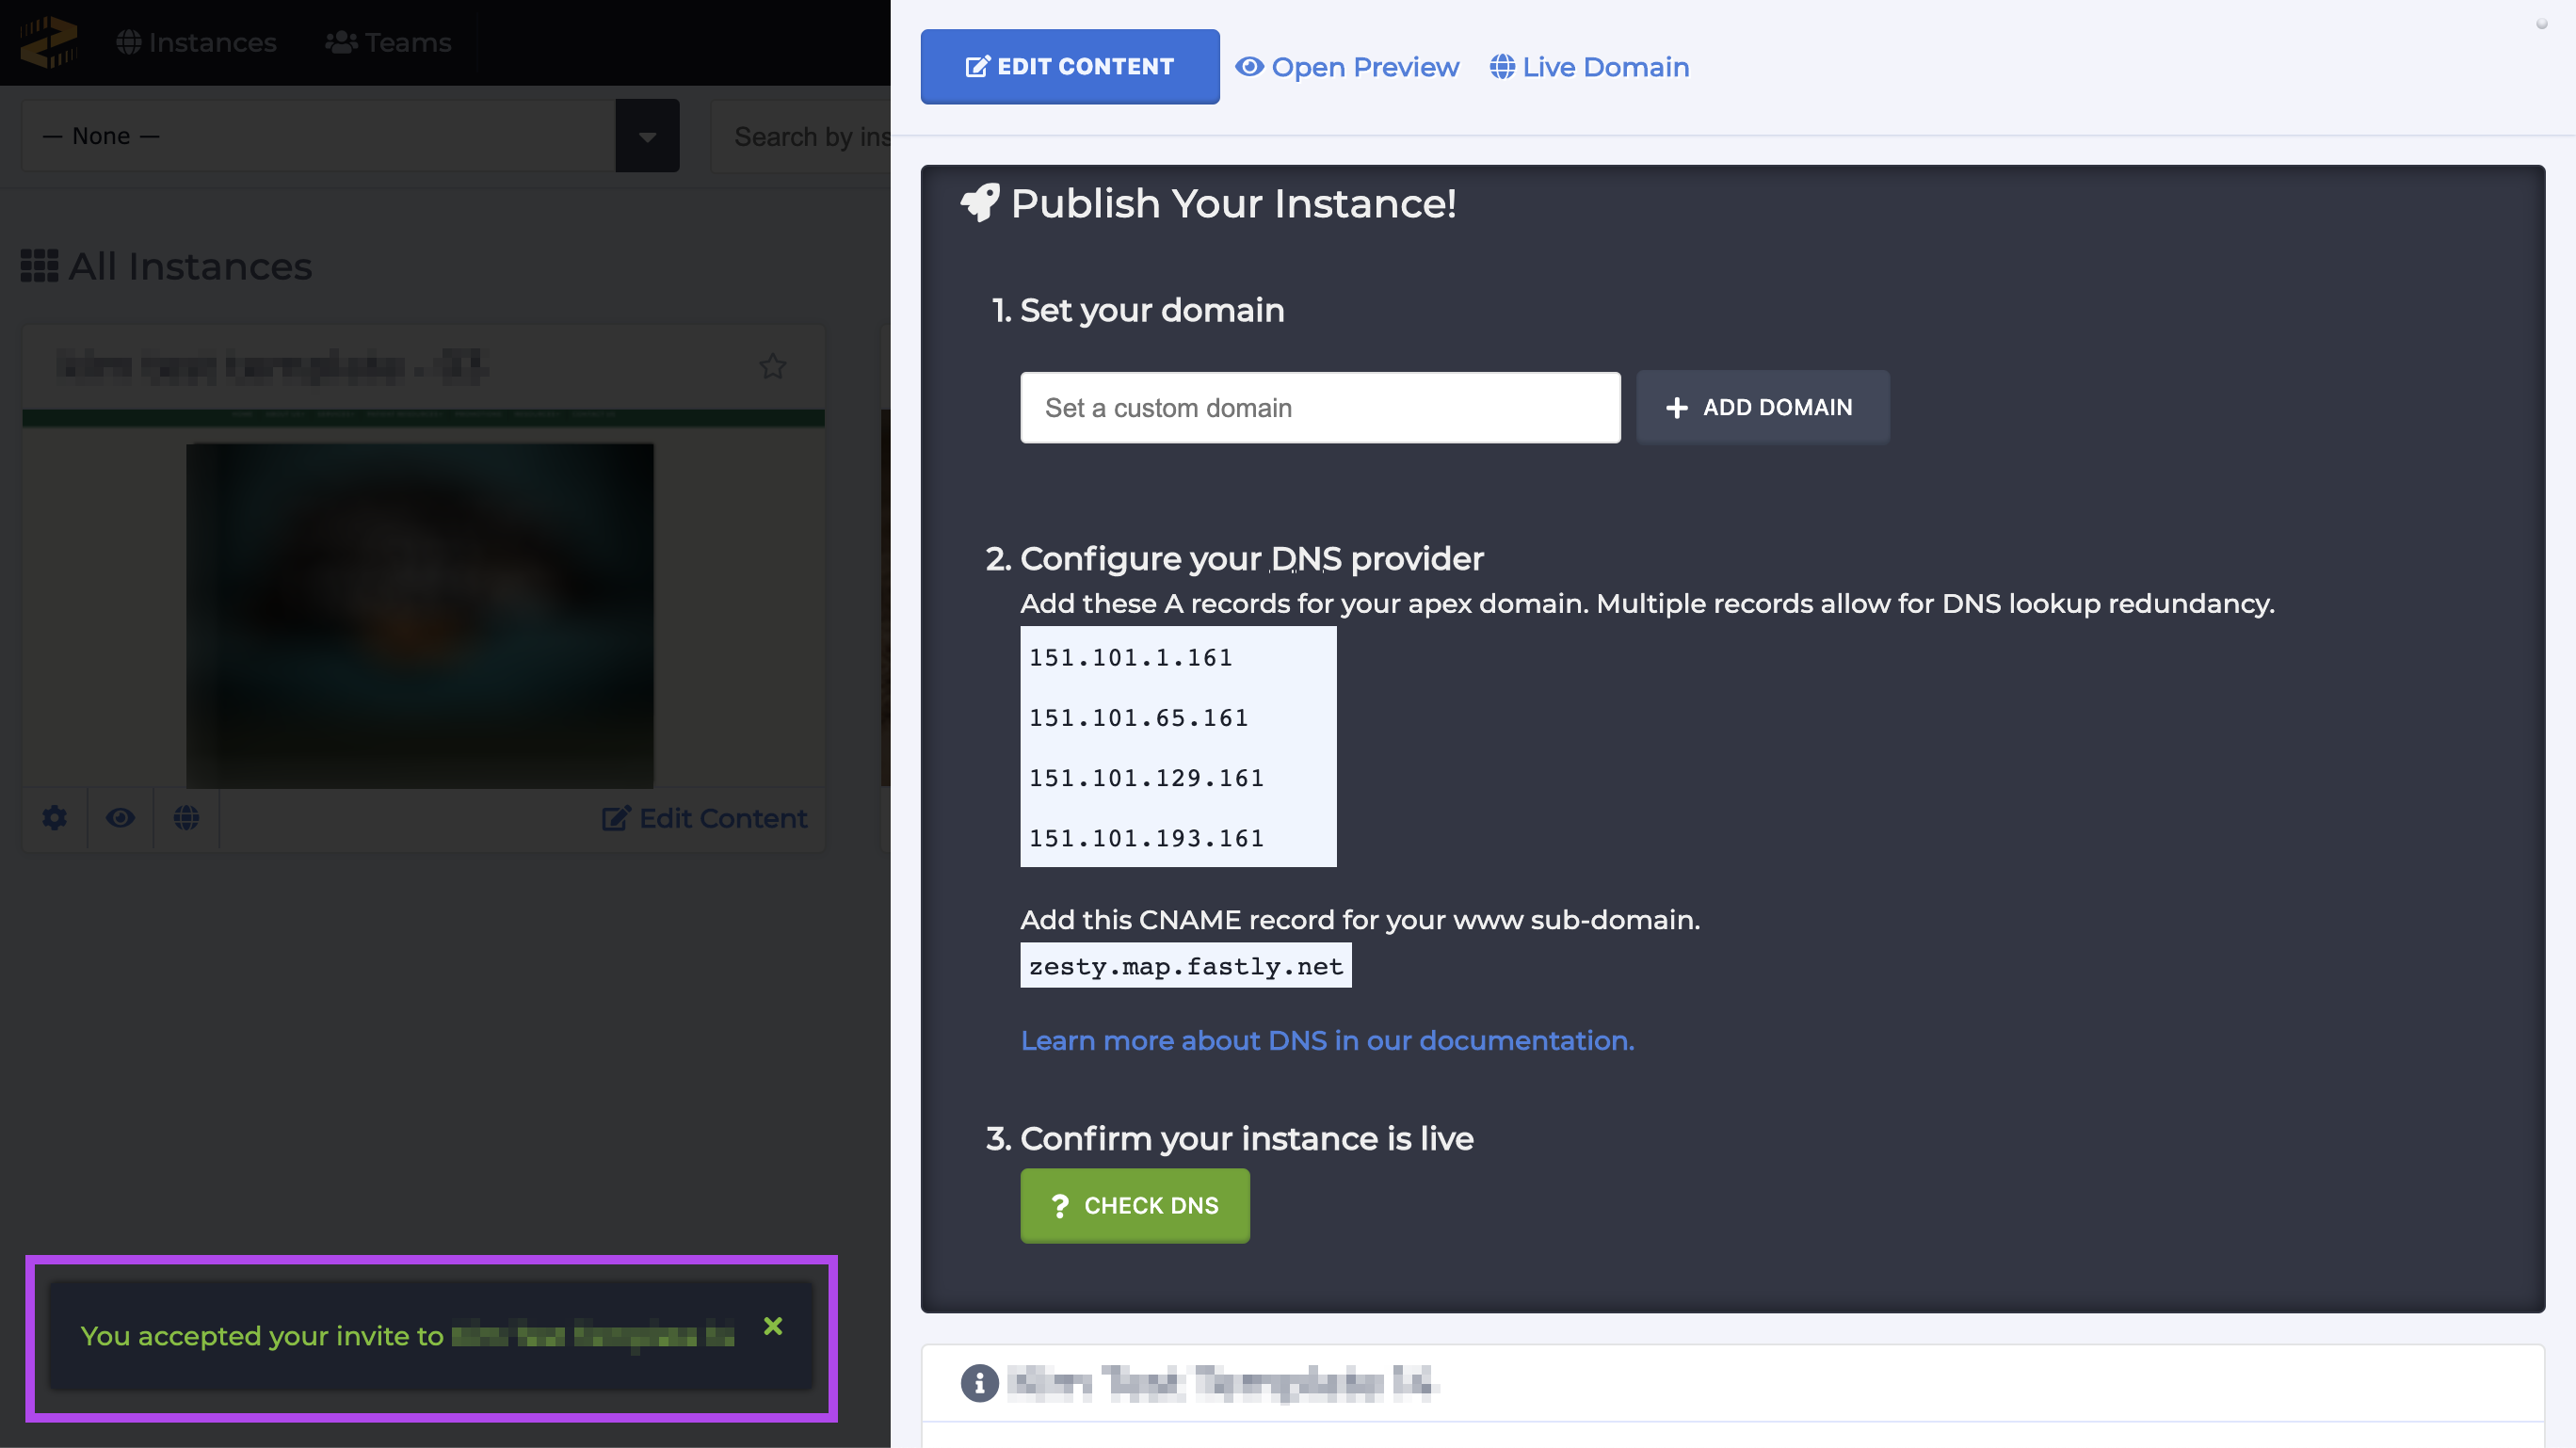 Instances
Teams
— None —
Search by ins
All Instances
Edit Content
You accepted your invite to
EDIT CONTENT
Open Preview
Live Domain
Publish Your Instance!
1. Set your domain
Set a custom domain
ADD DOMAIN
2. Configure your DNS provider
Add these A records for your apex domain. Multiple records allow for DNS lookup redundancy.
151.101.1.161
151.101.65.161
151.101.129.161
151.101.193.161
Add this CNAME record for your www sub-domain.
zesty.map.fastly.net
Learn more about DNS in our documentation.
3. Confirm your instance is live
? CHECK DNS